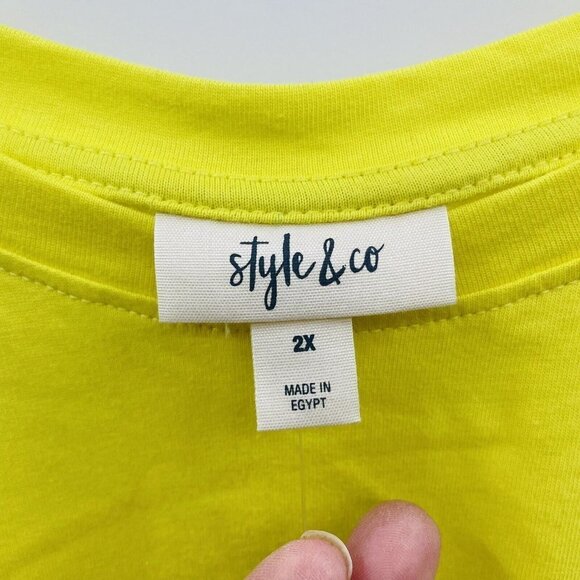 style & co
2X
MADE IN
EGYPT